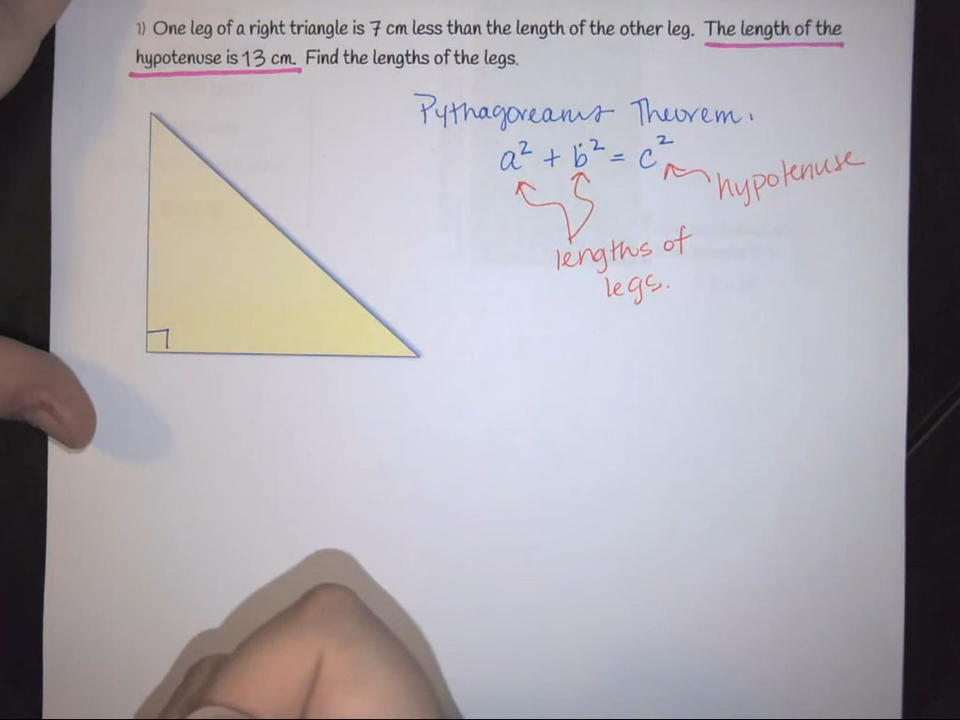 1) One leg of a right triangle is 7 cm less than the length of the other leg. The length of the
hypotenuse is 13 cm. Find the lengths of the legs.
Pythagoreans Theorem.
a² + b² = c²
hypotenuse
lengths of
legs.